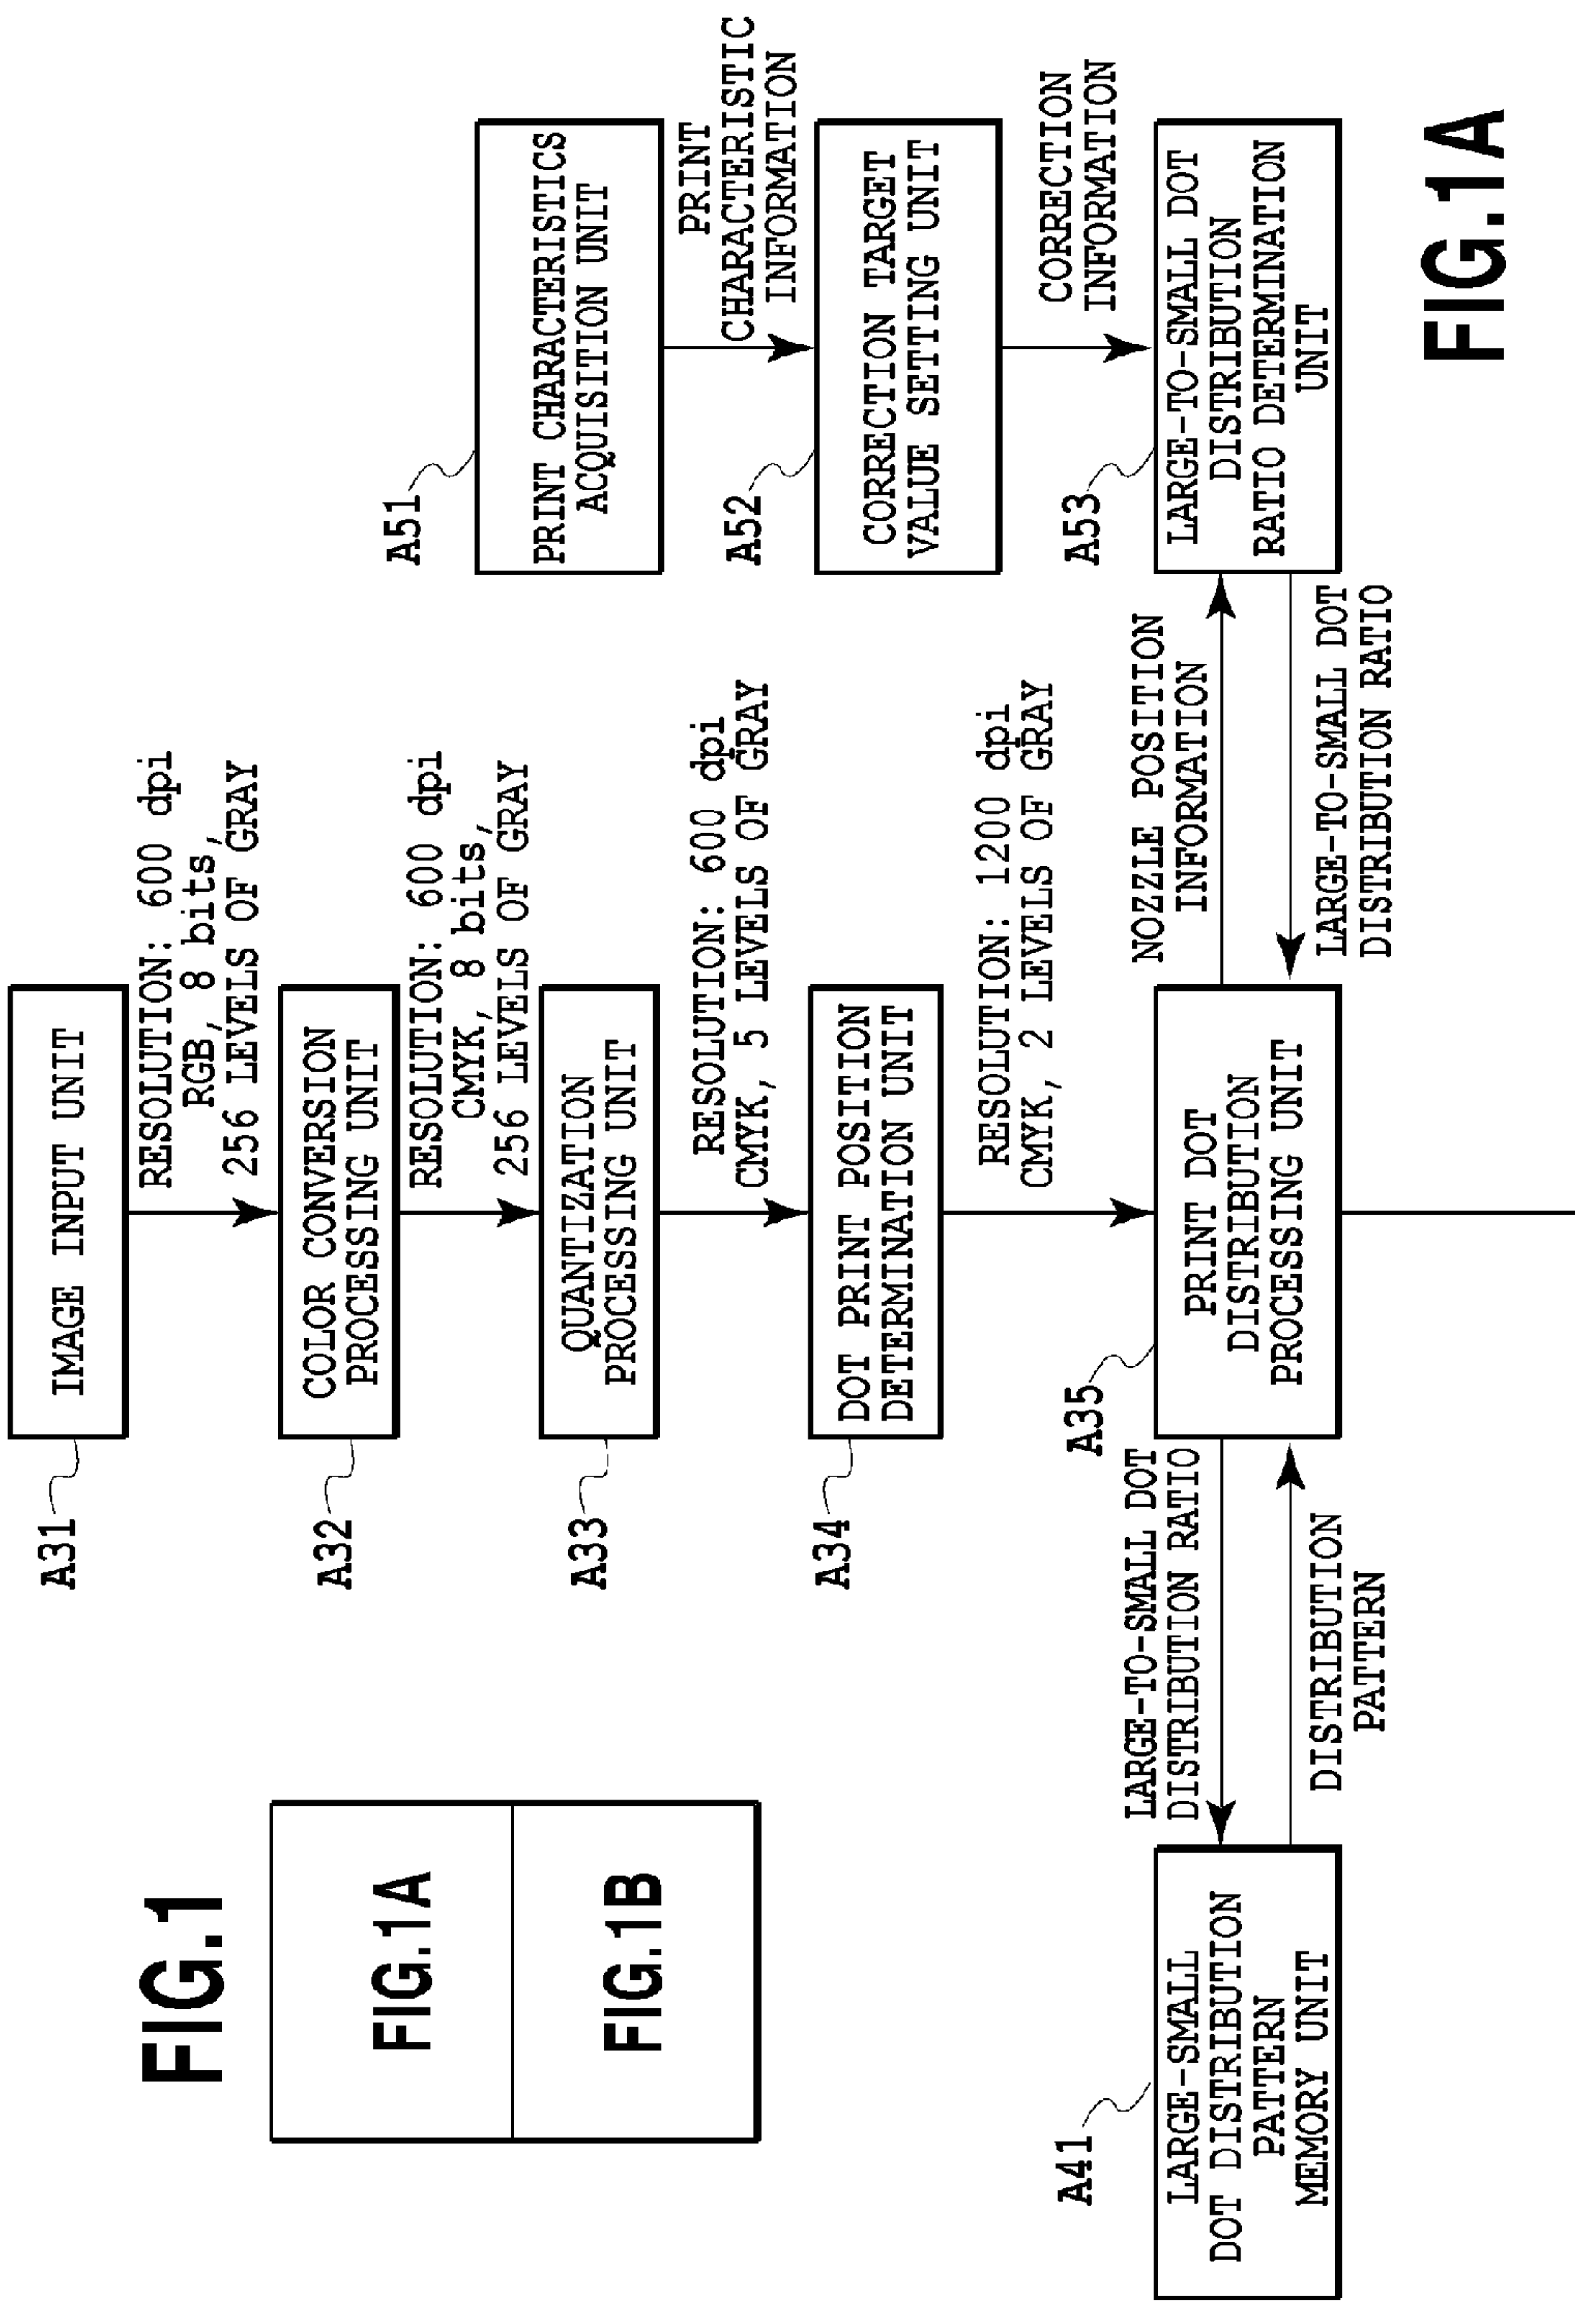 FIG.1
FIG.1A
FIG.1B
A31
IMAGE INPUT UNIT
RESOLUTION: 600 dpi
RGB, 8 bits,
256 LEVELS OF GRAY
A32
COLOR CONVERSION
PROCESSING UNIT
RESOLUTION: 600 dpi
CMYK, 8 bits,
256 LEVELS OF GRAY
A33
QUANTIZATION
PROCESSING UNIT
RESOLUTION: 600 dpi
CMYK, 5 LEVELS OF GRAY
A34
DOT PRINT POSITION
DETERMINATION UNIT
RESOLUTION: 1200 dpi
CMYK, 2 LEVELS OF GRAY
A51
PRINT CHARACTERISTICS
ACQUISITION UNIT
PRINT
CHARACTERISTIC
INFORMATION
A52
CORRECTION TARGET
VALUE SETTING UNIT
CORRECTION
INFORMATION
A41
LARGE-SMALL
DOT DISTRIBUTION
PATTERN
MEMORY UNIT
LARGE-TO-SMALL DOT
DISTRIBUTION RATIO
DISTRIBUTION
PATTERN
A35
PRINT DOT
DISTRIBUTION
PROCESSING UNIT
NOZZLE POSITION
INFORMATION
LARGE-TO-SMALL DOT
DISTRIBUTION RATIO
A53
LARGE-TO-SMALL DOT
DISTRIBUTION
RATIO DETERMINATION
UNIT
FIG.1A